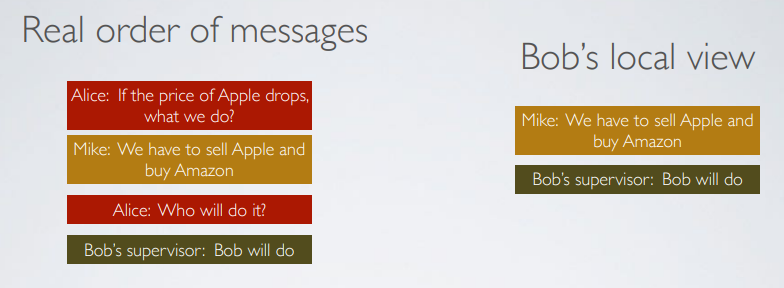 Real order of messages
Alice: If the price of Apple drops,
what we do?
Mike: We have to sell Apple and
buy Amazon
Alice: Who will do it?
Bob's supervisor: Bob will do
Bob's local view
Mike: We have to sell Apple and
buy Amazon
Bob's supervisor: Bob will do